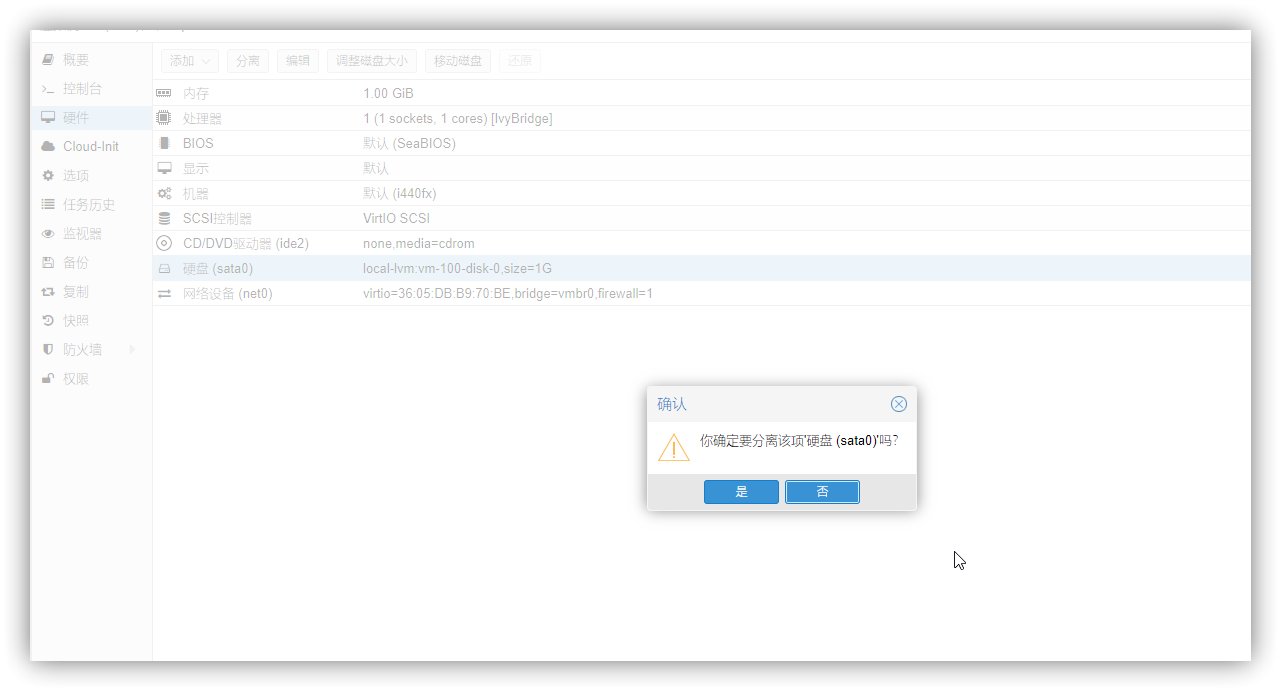 概要
控制台
硬件
Cloud-Init
选项
任务历史
监视器
备份
复制
快照
防火墙
权限
添加 分离 编辑 调整磁盘大小 移动磁盘 还原
内存 1.00 GiB
处理器 1 (1 sockets, 1 cores) [IvyBridge]
BIOS 默认 (SeaBIOS)
显示 默认
机器 默认 (i440fx)
SCSI控制器 VirtIO SCSI
CD/DVD驱动器 (ide2) none,media=cdrom
硬盘 (sata0) local-lvm:vm-100-disk-0,size=1G
网络设备 (net0) virtio=36:05:DB:B9:70:BE,bridge=vmbr0,firewall=1
确认
你确定要分离该项'硬盘 (sata0)'吗?
是 否